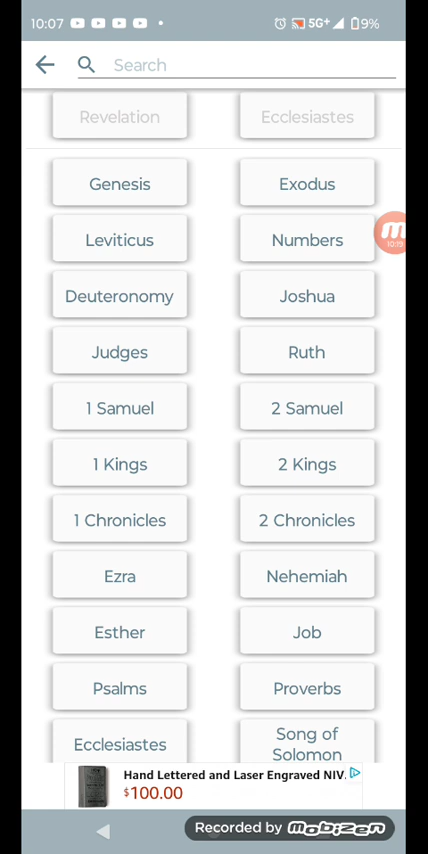 10:07 5G+ 9%
Search
Revelation Ecclesiastes
Genesis Exodus
Leviticus Numbers
m
10:19
Deuteronomy Joshua
Judges Ruth
1 Samuel 2 Samuel
1 Kings 2 Kings
1 Chronicles 2 Chronicles
Ezra Nehemiah
Esther Job
Psalms Proverbs
Ecclesiastes Song of
Solomon
Hand Lettered and Laser Engraved NIV.
$100.00
Recorded by mobizen